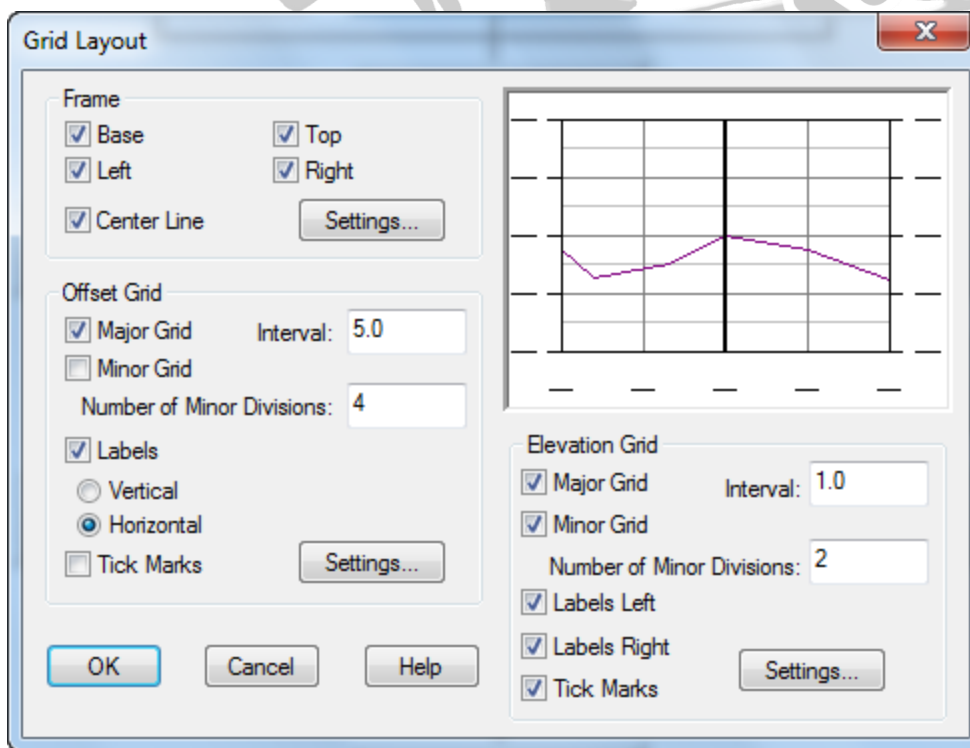 Grid Layout
Frame
Base
Top
Left
Right
Center Line
Settings...
Offset Grid
Major Grid
Interval: 5.0
Minor Grid
Number of Minor Divisions: 4
Labels
Vertical
Horizontal
Tick Marks
Settings...
OK
Cancel
Help
Elevation Grid
Major Grid
Interval: 1.0
Minor Grid
Number of Minor Divisions: 2
Labels Left
Labels Right
Tick Marks
Settings...